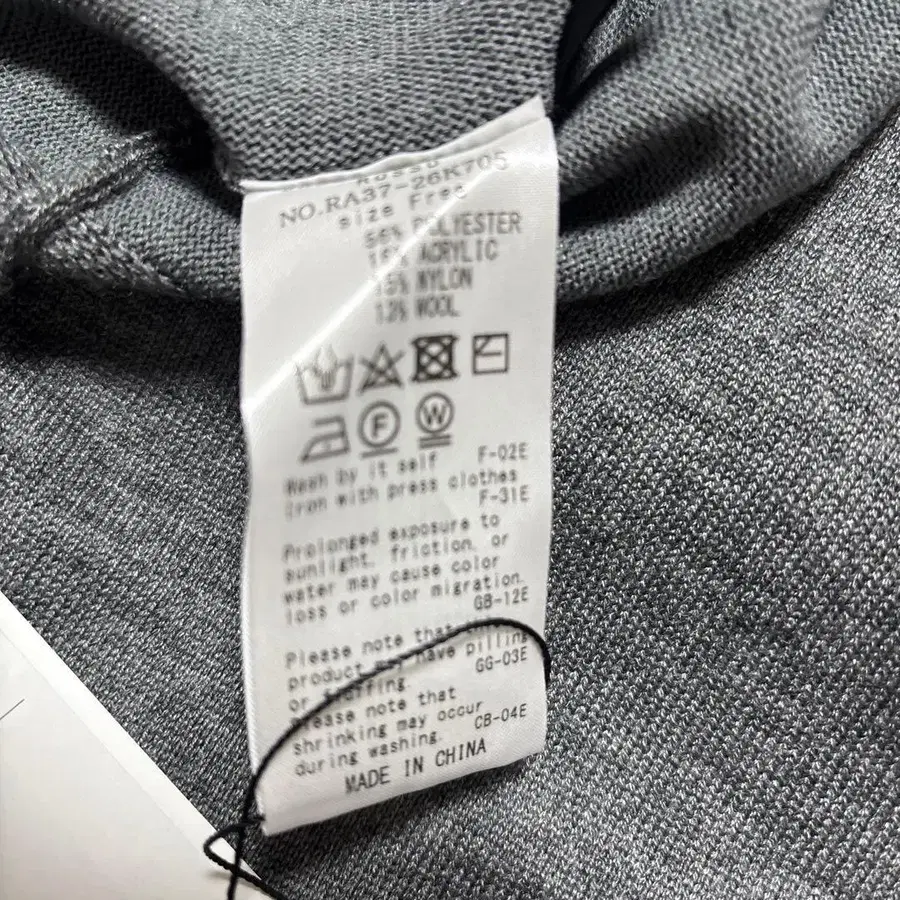 NO.RA37-26K705
size Free
POLYESTER
ACRYLIC
15% NYLON
12% WOOL
F
W
F-02E
Wash by it self
Iron with press clothes
F-31E
Prolonged exposure to
sunlight, friction, or
water may cause color
loss or color migration.
GB-12E
Please note that
product may have pilling
GG-03E
or
Please note that
shrinking may occur
CB-04E
during washing.
MADE IN CHINA